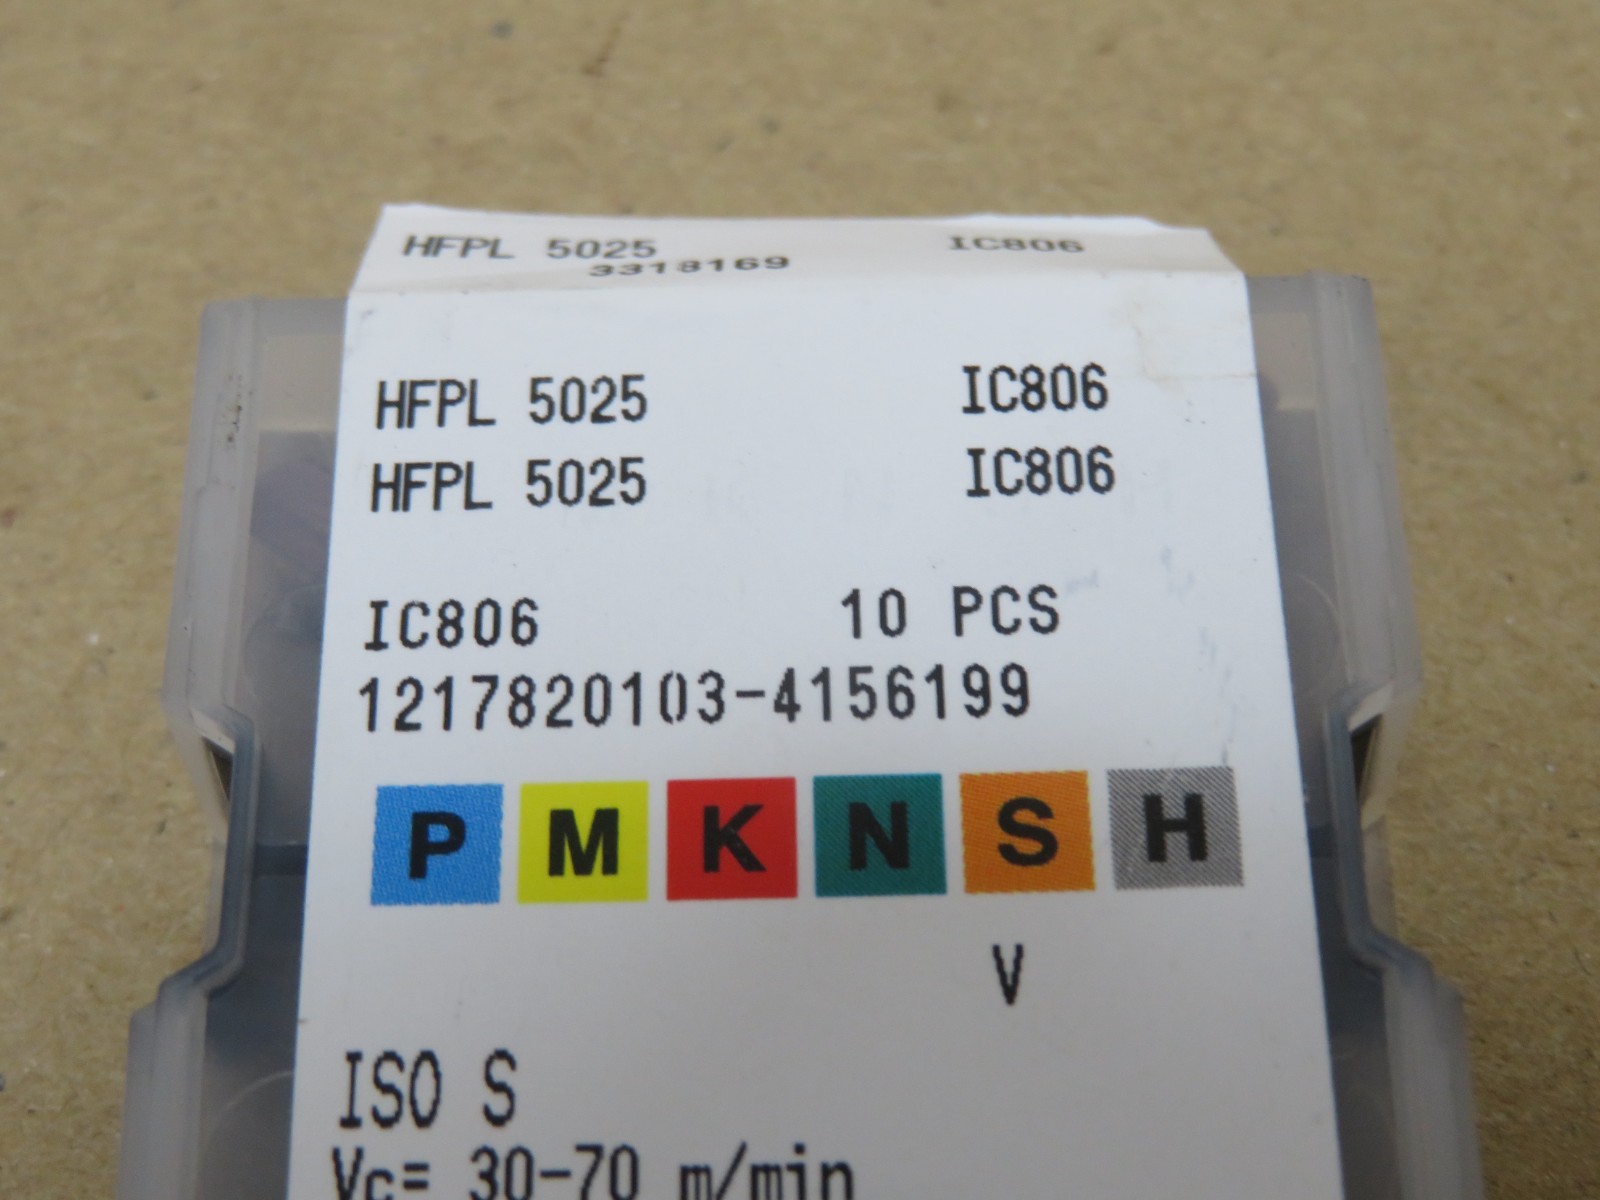 HFPL 5025 IC806
3318169
HFPL 5025 IC806
HFPL 5025 IC806
IC806 10 PCS
1217820103-4156199
P M K N S H
V
ISO S
Vc= 30-70 m/min